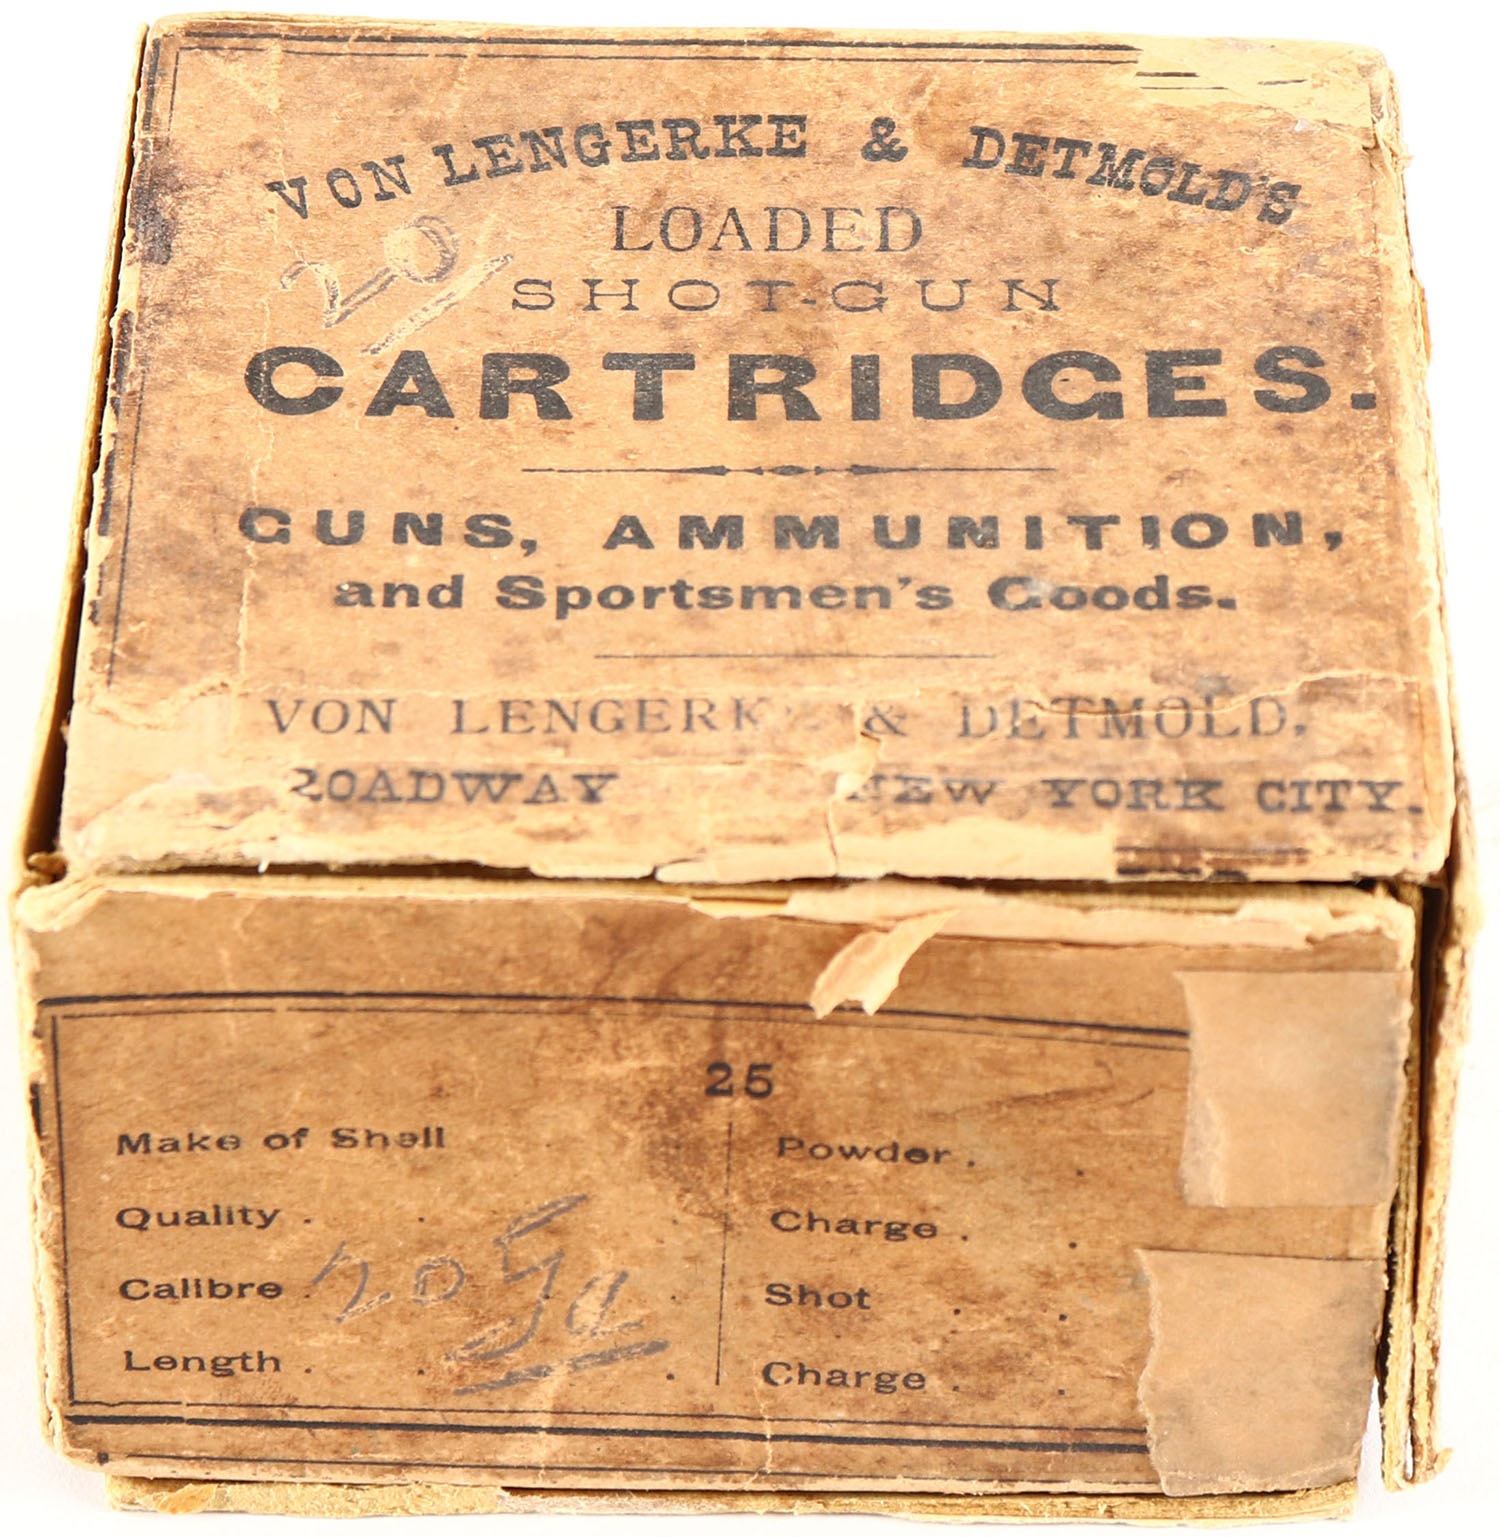 VON LENGERKE & DETMOLD'S
20
LOADED
SHOT-GUN
CARTRIDGES.
GUNS, AMMUNITION,
and Sportsmen's Goods.
VON LENGERKE & DETMOLD,
ROADWAY NEW YORK CITY.
25
Make of Shell
Quality . . .
Calibre . 20 Ga .
Length . . .
Powder . .
Charge . .
Shot . .
Charge . .